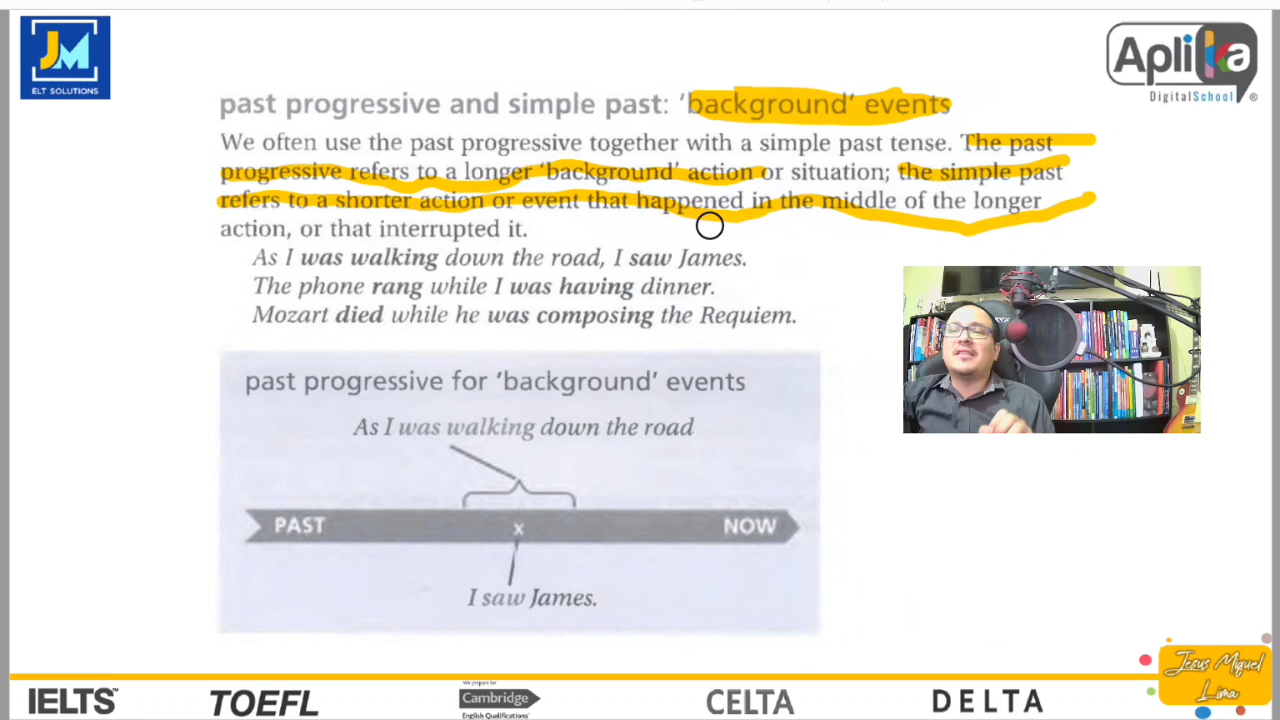 JM
ELT SOLUTIONS
Aplika
DigitalSchool ®
past progressive and simple past: 'background' events
We often use the past progressive together with a simple past tense. The past
progressive refers to a longer 'background' action or situation; the simple past
refers to a shorter action or event that happened in the middle of the longer
action, or that interrupted it.
As I was walking down the road, I saw James.
The phone rang while I was having dinner.
Mozart died while he was composing the Requiem.
past progressive for 'background' events
As I was walking down the road
PAST x NOW
I saw James.
IELTS™
TOEFL
We prepare for
Cambridge
English Qualifications
CELTA
DELTA
Jesus Miguel
Lima